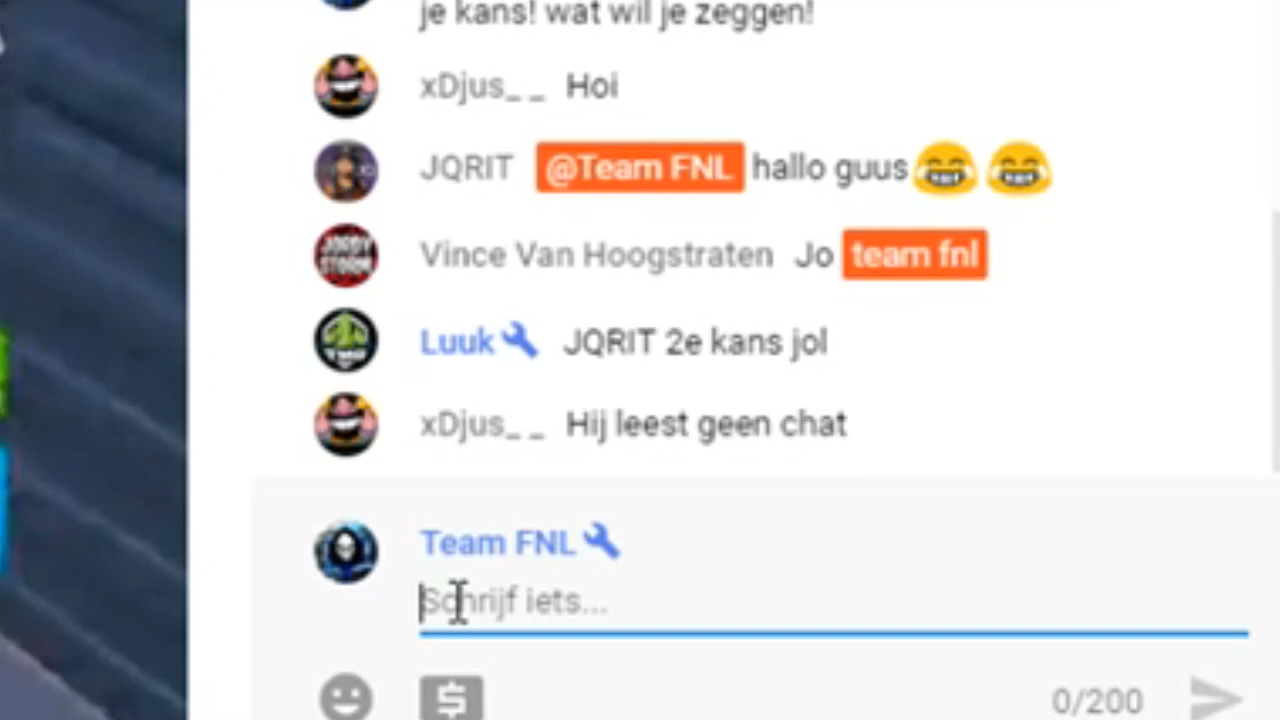 je kans! wat wil je zeggen!
xDjus_ _ Hoi
JQRIT @Team FNL hallo guus😂😂
Vince Van Hoogstraten Jo team fnl
Luuk JQRIT 2e kans jol
xDjus_ _ Hij leest geen chat
Team FNL
Schrijf iets...
0/200